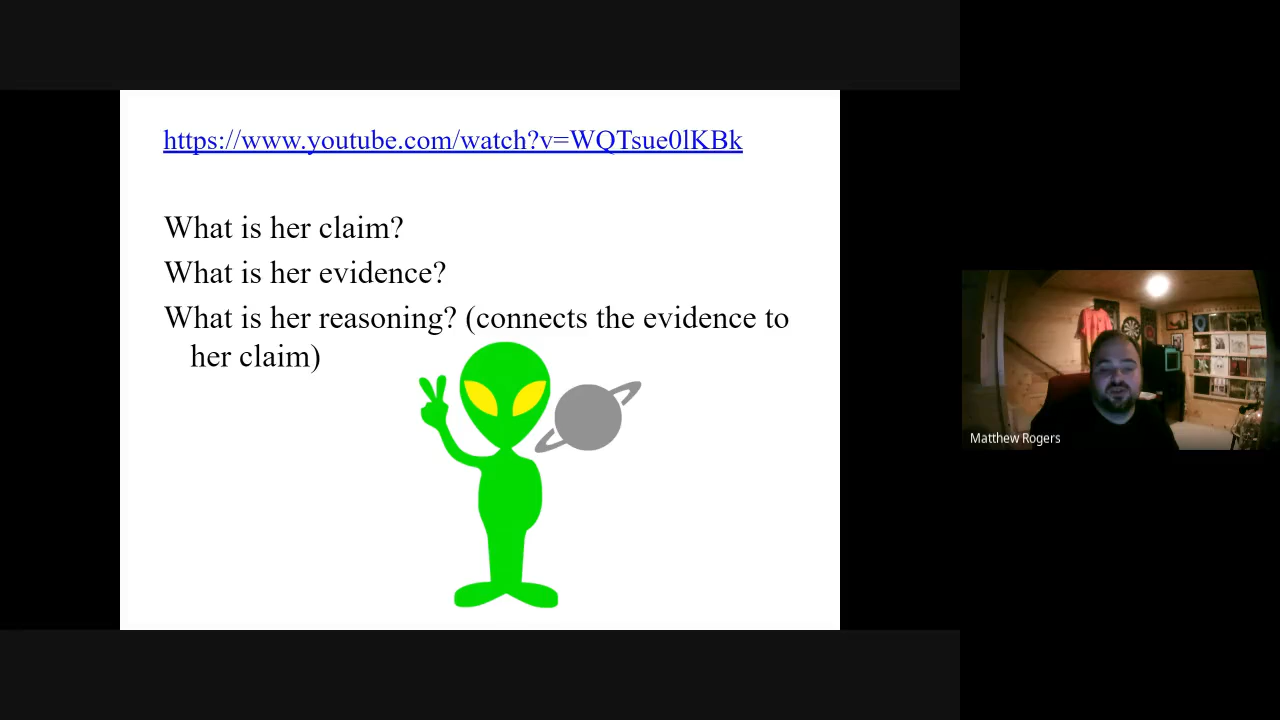 https://www.youtube.com/watch?v=WQTsue0lKBk
What is her claim?
What is her evidence?
What is her reasoning? (connects the evidence to
her claim)
Matthew Rogers